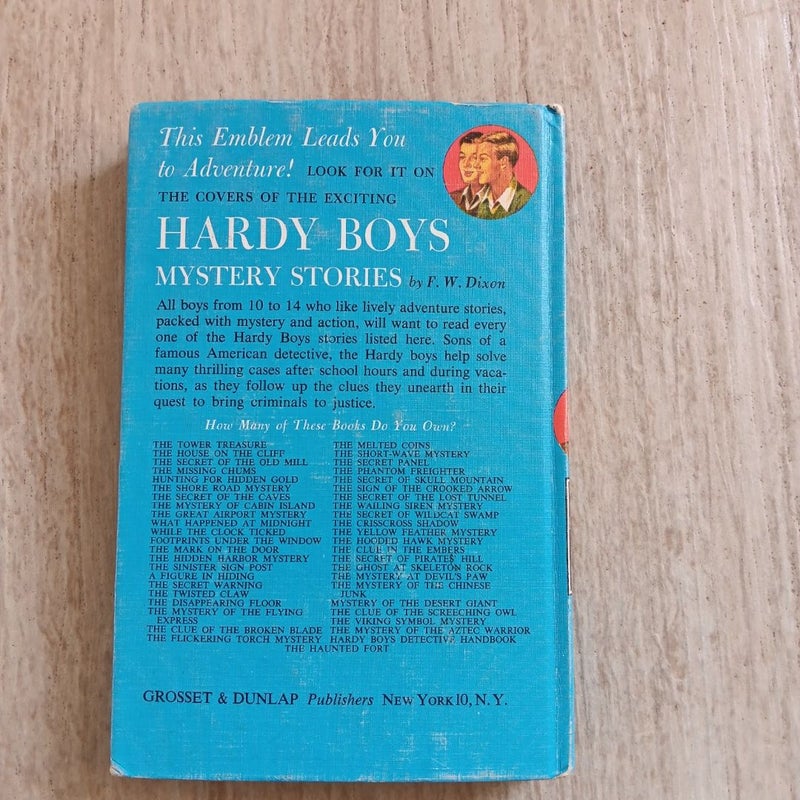 This Emblem Leads You
to Adventure! LOOK FOR IT ON
THE COVERS OF THE EXCITING
HARDY BOYS
MYSTERY STORIES by F. W. Dixon
All boys from 10 to 14 who like lively adventure stories,
packed with mystery and action, will want to read every
one of the Hardy Boys stories listed here. Sons of a
famous American detective, the Hardy boys help solve
many thrilling cases after school hours and during vaca-
tions, as they follow up the clues they unearth in their
quest to bring criminals to justice.
How Many of These Books Do You Own?
THE TOWER TREASURE
THE HOUSE ON THE CLIFF
THE SECRET OF THE OLD MILL
THE MISSING CHUMS
HUNTING FOR HIDDEN GOLD
THE SHORE ROAD MYSTERY
THE SECRET OF THE CAVES
THE MYSTERY OF CABIN ISLAND
THE GREAT AIRPORT MYSTERY
WHAT HAPPENED AT MIDNIGHT
WHILE THE CLOCK TICKED
FOOTPRINTS UNDER THE WINDOW
THE MARK ON THE DOOR
THE HIDDEN HARBOR MYSTERY
THE SINISTER SIGN POST
A FIGURE IN HIDING
THE SECRET WARNING
THE TWISTED CLAW
THE DISAPPEARING FLOOR
THE MYSTERY OF THE FLYING
EXPRESS
THE CLUE OF THE BROKEN BLADE
THE FLICKERING TORCH MYSTERY
THE MELTED COINS
THE SHORT-WAVE MYSTERY
THE SECRET PANEL
THE PHANTOM FREIGHTER
THE SECRET OF SKULL MOUNTAIN
THE SIGN OF THE CROOKED ARROW
THE SECRET OF THE LOST TUNNEL
THE WAILING SIREN MYSTERY
THE SECRET OF WILDCAT SWAMP
THE CRISSCROSS SHADOW
THE YELLOW FEATHER MYSTERY
THE HOODED HAWK MYSTERY
THE CLUE IN THE EMBERS
THE SECRET OF PIRATES HILL
THE GHOST AT SKELETON ROCK
THE MYSTERY AT DEVIL'S PAW
THE MYSTERY OF THE CHINESE
JUNK
MYSTERY OF THE DESERT GIANT
THE CLUE OF THE SCREECHING OWL
THE VIKING SYMBOL MYSTERY
THE MYSTERY OF THE AZTEC WARRIOR
HARDY BOYS DETECTIVE HANDBOOK
THE HAUNTED FORT
GROSSET & DUNLAP Publishers NEW YORK 10, N. Y.